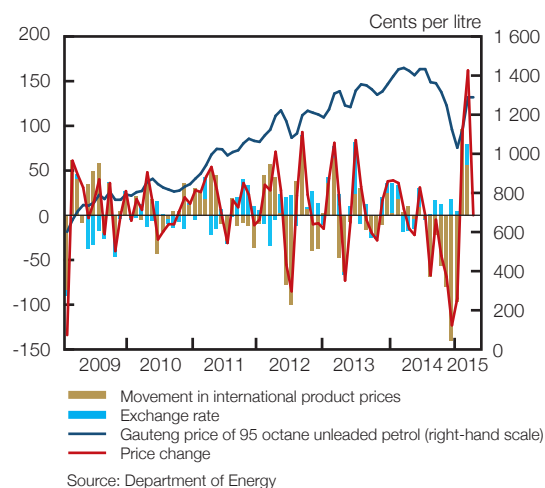 Cents per litre
200
150
100
50
0
-50
-100
-150
1 600
1 400
1 200
1 000
800
600
400
200
0
2009 2010 2011 2012 2013 2014 2015
Movement in international product prices
Exchange rate
Gauteng price of 95 octane unleaded petrol (right-hand scale)
Price change
Source: Department of Energy